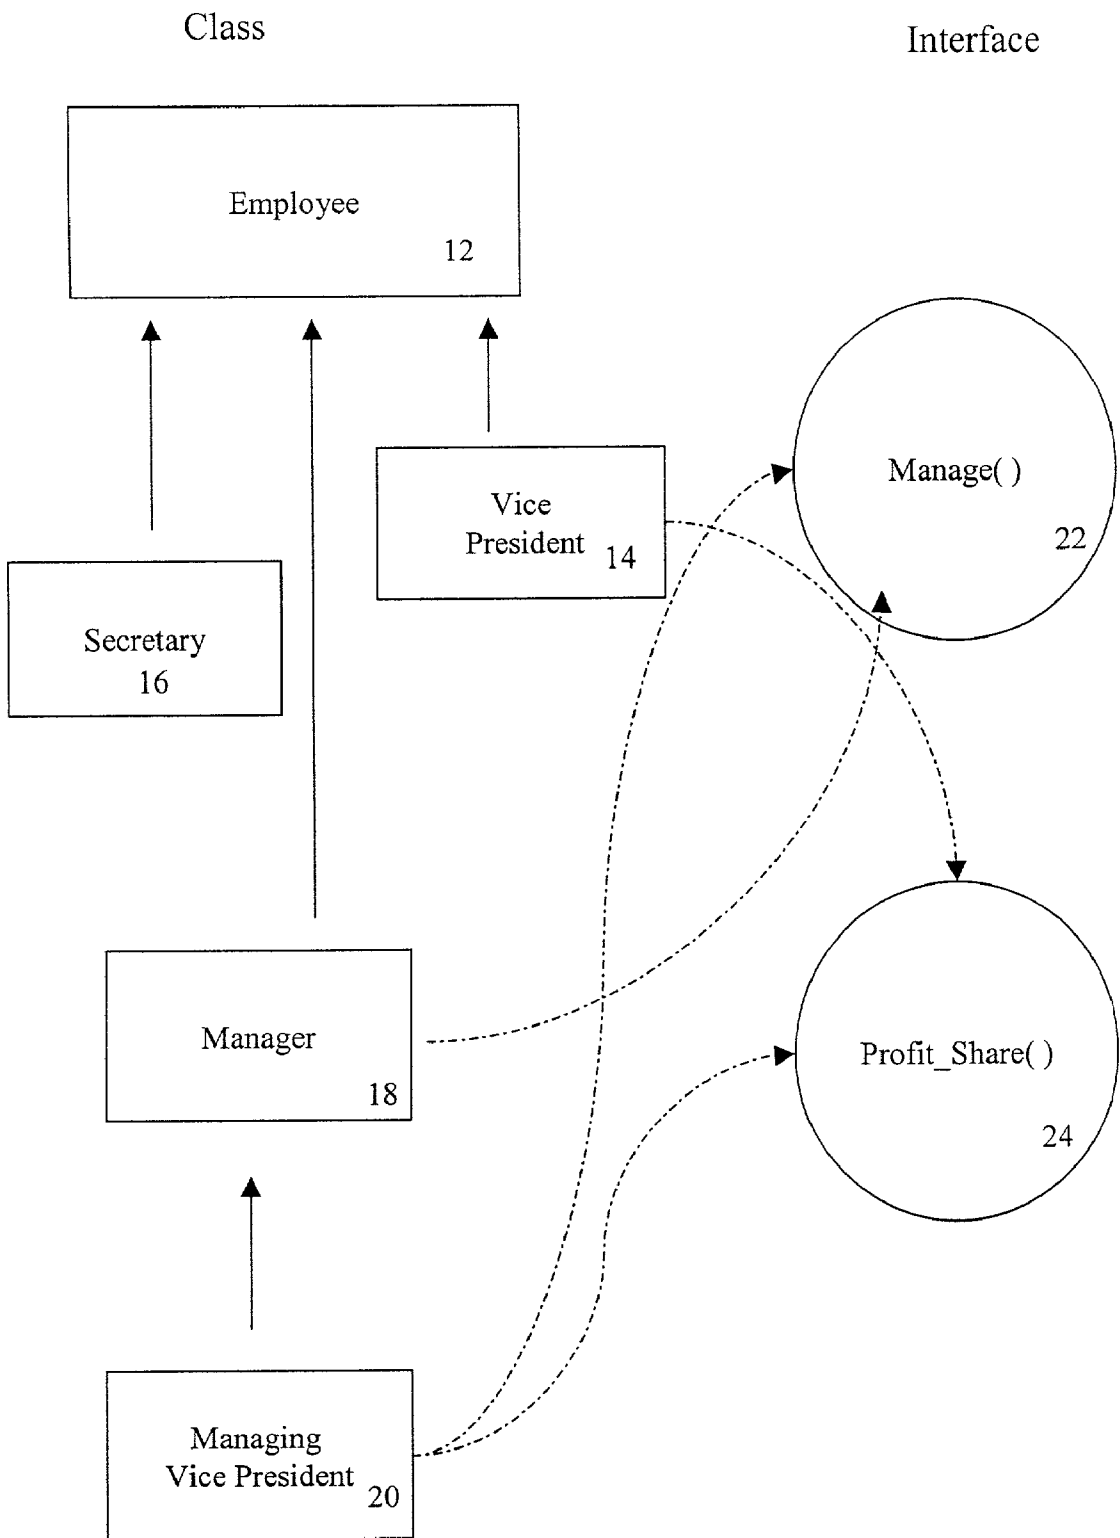 Class
Interface
Employee
12
Vice
President
14
Manage( )
22
Secretary
16
Manager
18
Profit_Share( )
24
Managing
Vice President
20